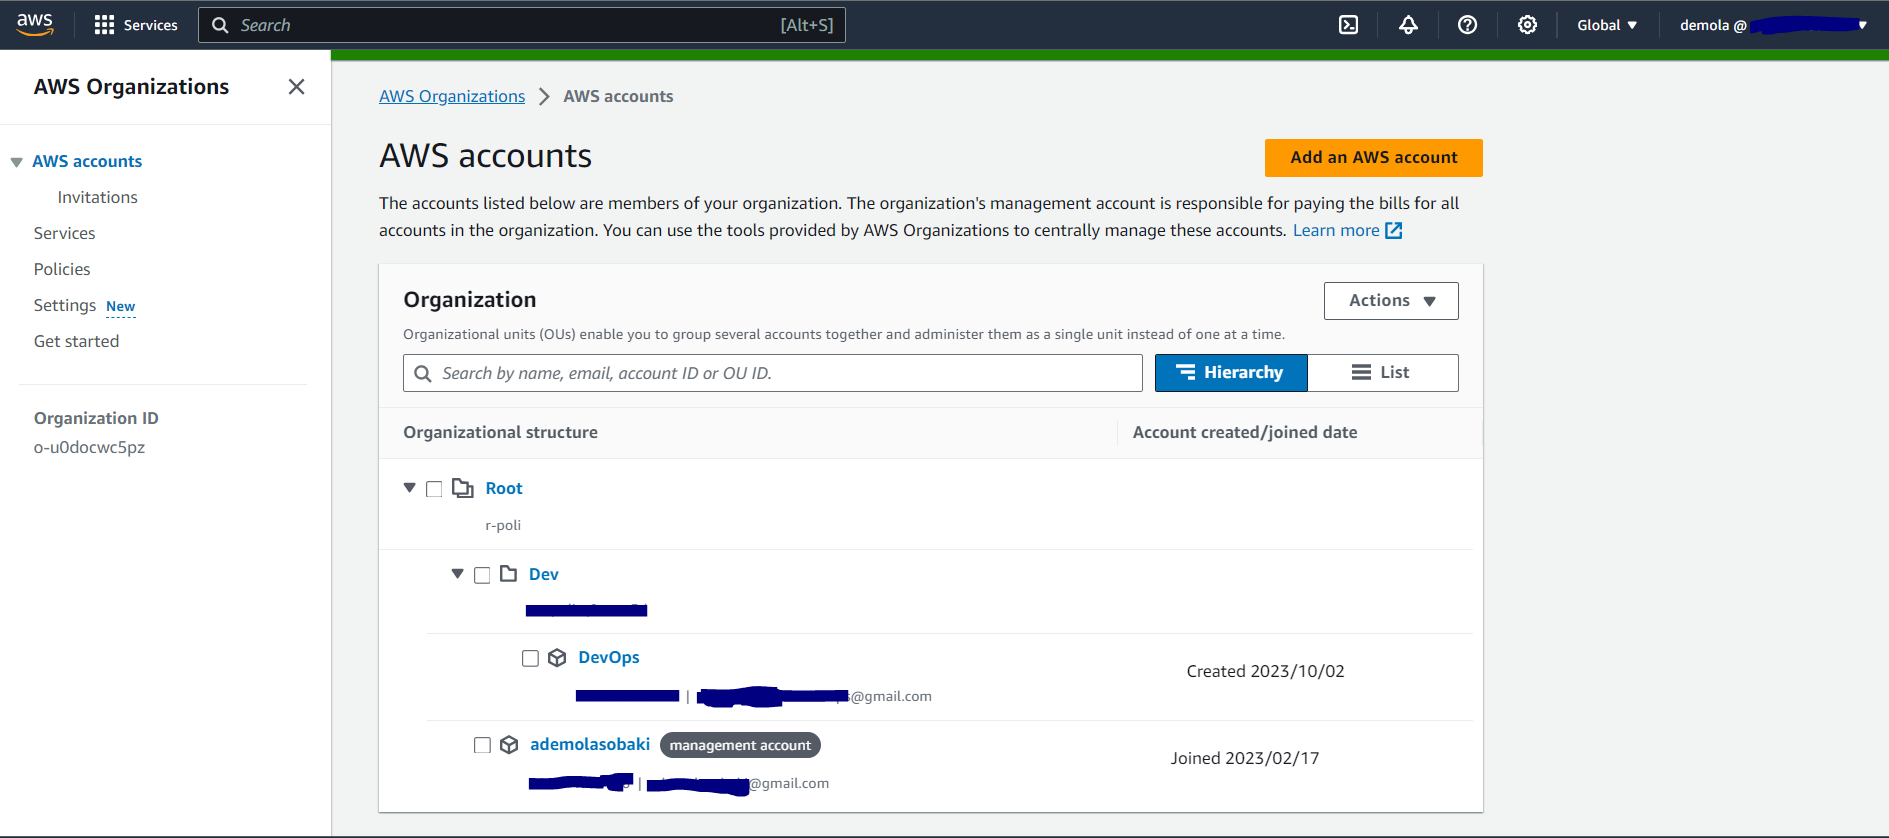 aws
Services
Search [Alt+S]
Global
demola @
AWS Organizations
AWS accounts
Invitations
Services
Policies
Settings New
Get started
Organization ID
o-u0docwc5pz
AWS Organizations > AWS accounts
AWS accounts
Add an AWS account
The accounts listed below are members of your organization. The organization's management account is responsible for paying the bills for all
accounts in the organization. You can use the tools provided by AWS Organizations to centrally manage these accounts. Learn more
Organization
Actions
Organizational units (OUs) enable you to group several accounts together and administer them as a single unit instead of one at a time.
Search by name, email, account ID or OU ID.
Hierarchy
List
Organizational structure
Account created/joined date
Root
r-poli
Dev
DevOps
Created 2023/10/02
| @gmail.com
ademolasobaki management account
Joined 2023/02/17
| @gmail.com